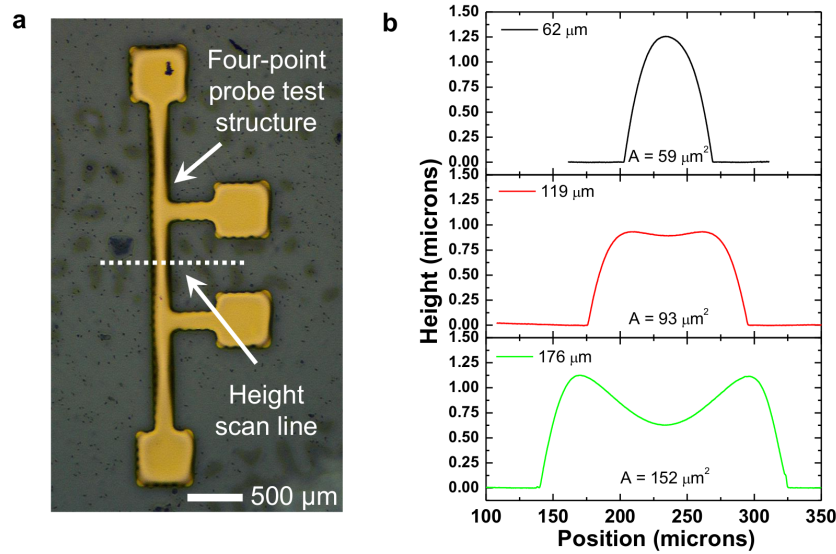 a
Four-point
probe test
structure
Height
scan line
500 μm
b
Height (microns)
1.50
1.25
1.00
0.75
0.50
0.25
0.00
62 μm
A = 59 μm²
1.50
1.25
1.00
0.75
0.50
0.25
0.00
119 μm
A = 93 μm²
1.50
1.25
1.00
0.75
0.50
0.25
0.00
176 μm
A = 152 μm²
100 150 200 250 300 350
Position (microns)